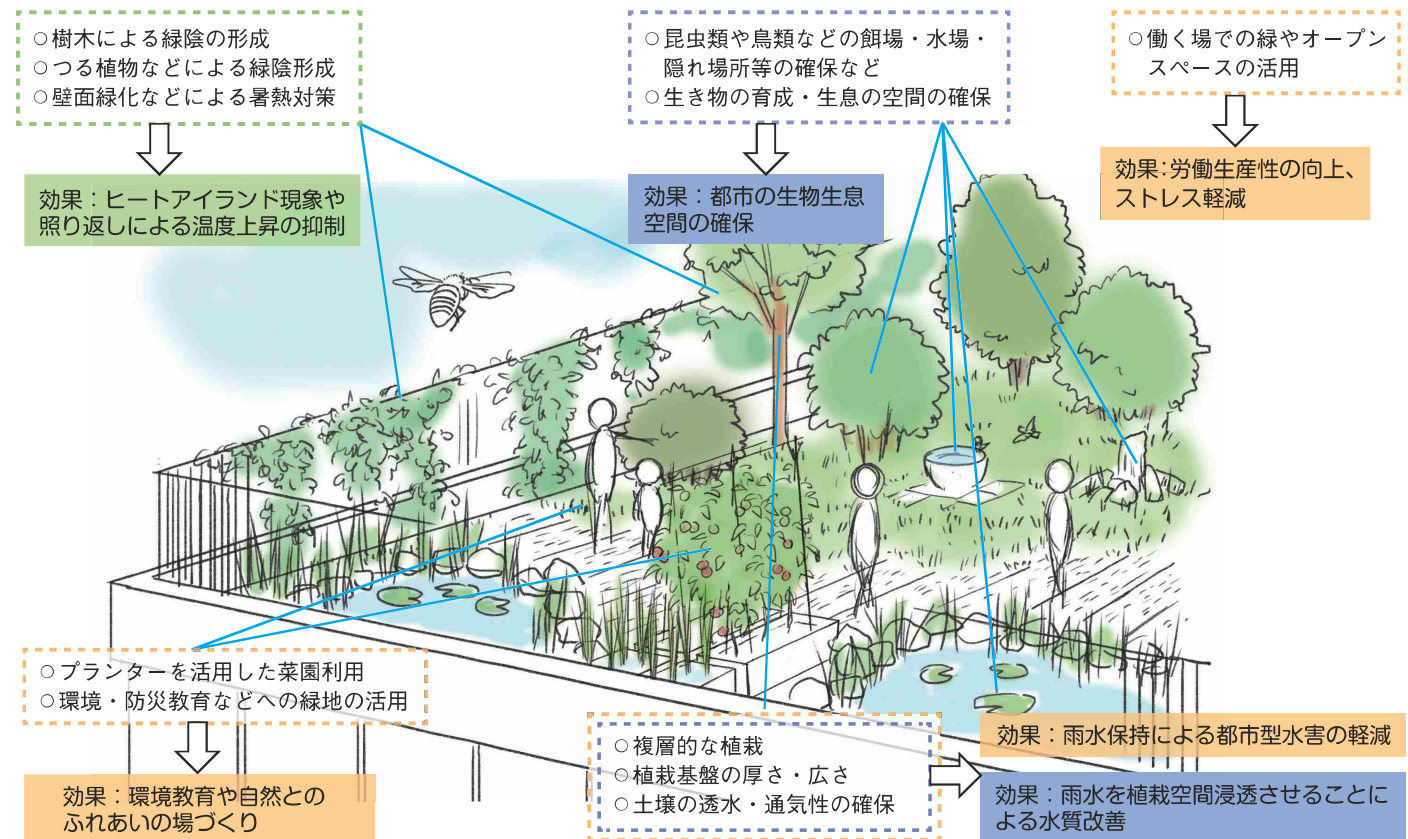 ○樹木による緑陰の形成
○つる植物などによる緑陰形成
○壁面緑化などによる暑熱対策
効果：ヒートアイランド現象や
照り返しによる温度上昇の抑制
○昆虫類や鳥類などの餌場・水場・
隠れ場所等の確保など
○生き物の育成・生息の空間の確保
効果：都市の生物生息
空間の確保
○働く場での緑やオープン
スペースの活用
効果：労働生産性の向上、
ストレス軽減
○プランターを活用した菜園利用
○環境・防災教育などへの緑地の活用
効果：環境教育や自然との
ふれあいの場づくり
○複層的な植栽
○植栽基盤の厚さ・広さ
○土壌の透水・通気性の確保
効果：雨水保持による都市型水害の軽減
効果：雨水を植栽空間浸透させることに
よる水質改善